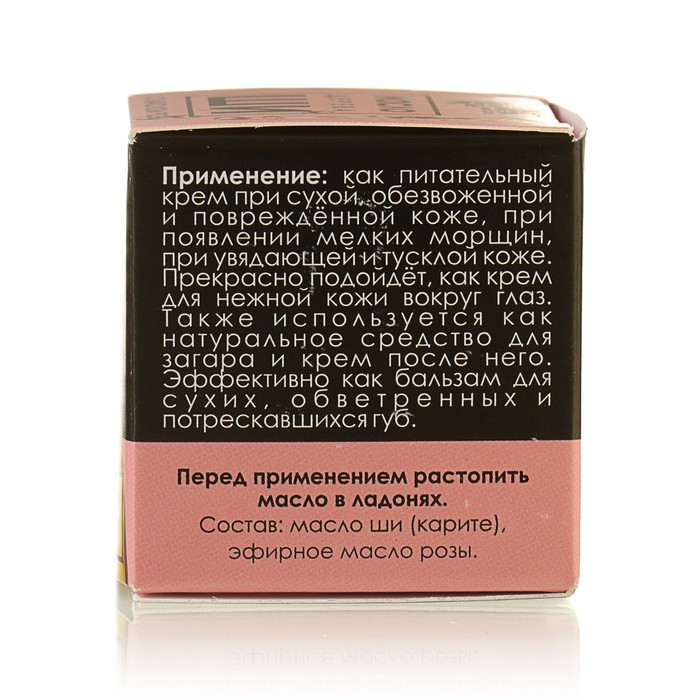 Применение: как питательный
крем при сухой, обезвоженной
и повреждённой коже, при
появлении мелких морщин,
при увядающей и тусклой коже.
Прекрасно подойдёт, как крем
для нежной кожи вокруг глаз.
Также используется как
натуральное средство для
загара и крем после него.
Эффективно как бальзам для
сухих, обветренных и
потрескавшихся губ.
Перед применением растопить
масло в ладонях.
Состав: масло ши (карите),
эфирное масло розы.